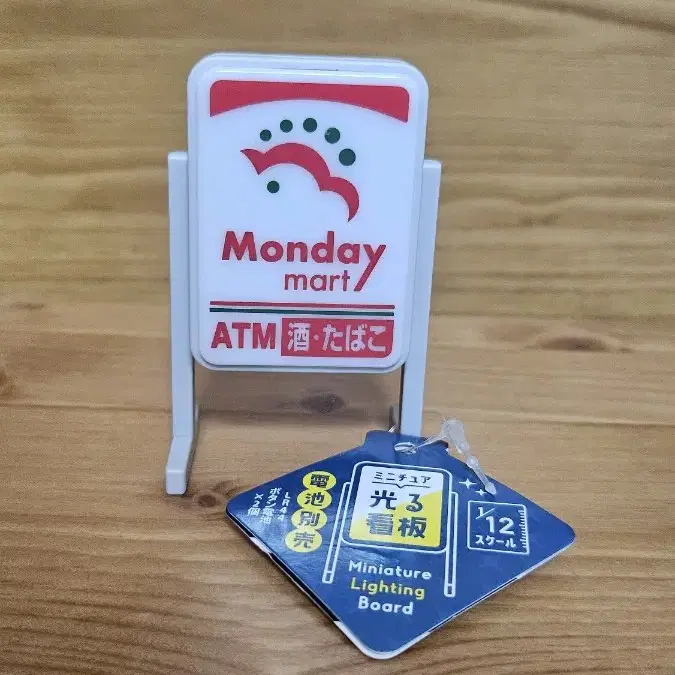 Monday
mart
ATM 酒・たばこ
ミニチュア
光る
看板
電池別売
LR44
ボタン電池
×2個
1/12
スケール
Miniature
Lighting
Board